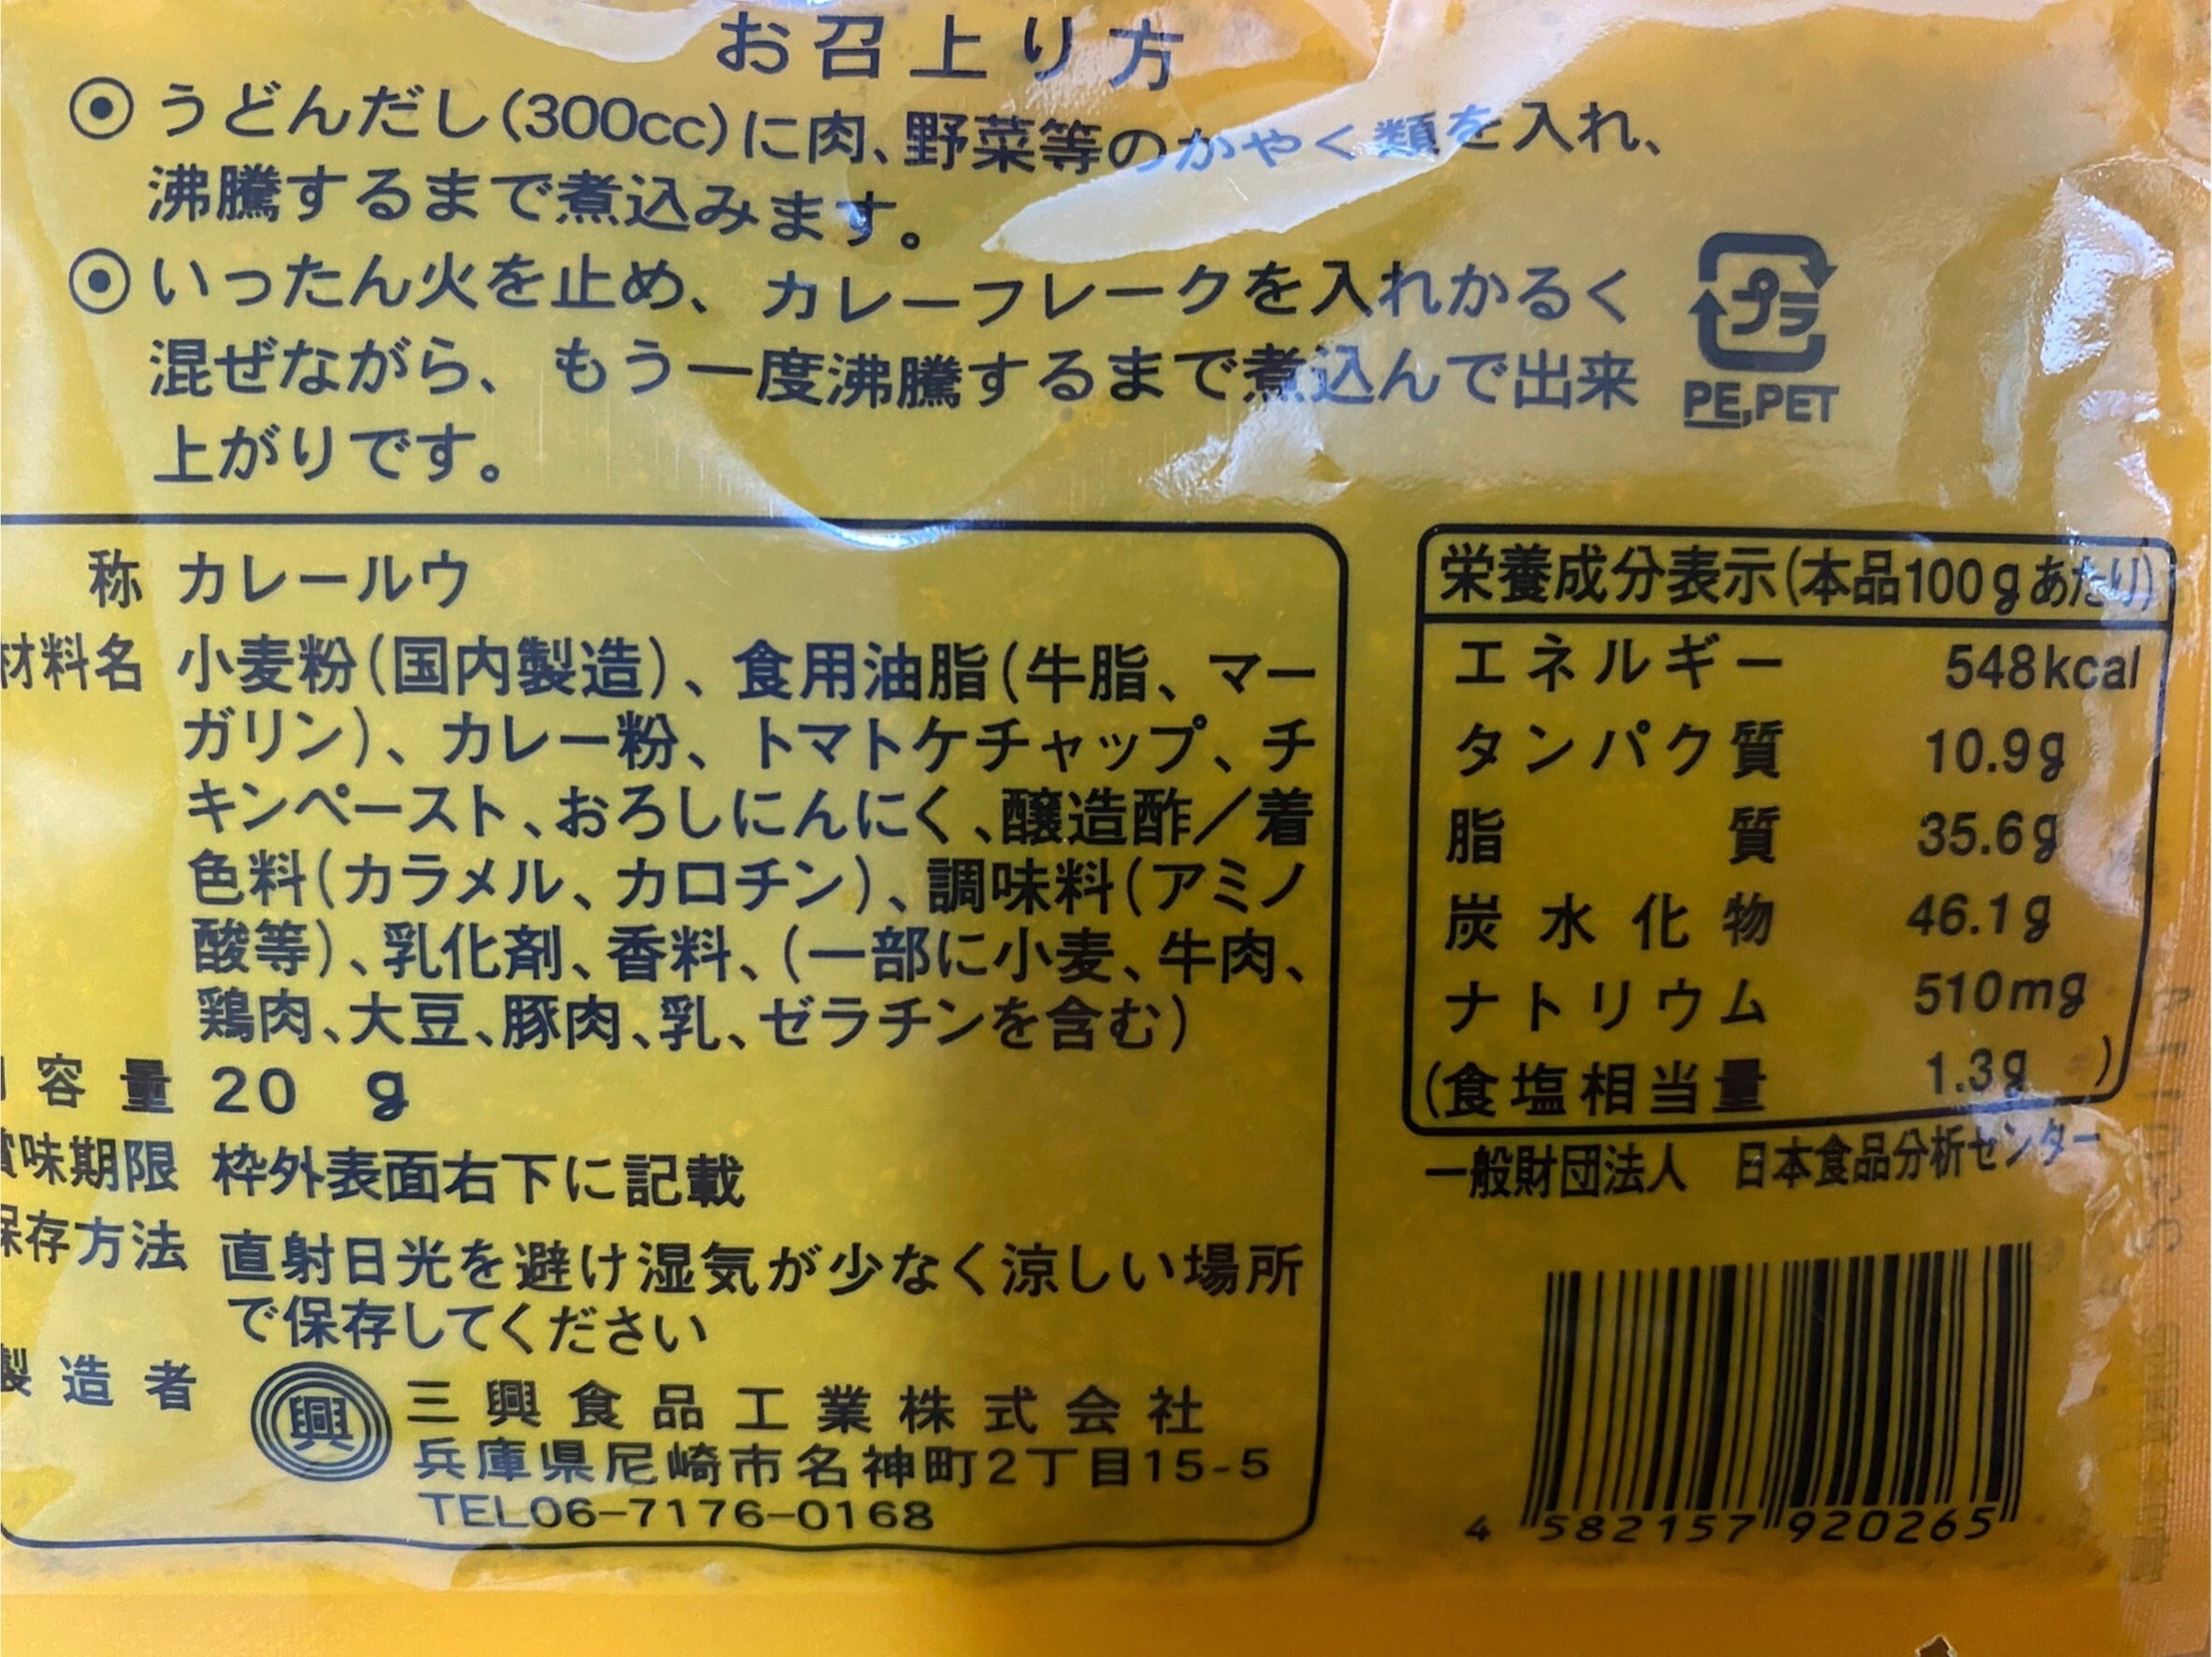 お召上り方
⦿うどんだし(300cc)に肉、野菜等のかやく類を入れ、
沸騰するまで煮込みます。
⦿いったん火を止め、カレーフレークを入れかるく
混ぜながら、もう一度沸騰するまで煮込んで出来
上がりです。
プラ
PE,PET
称 カレールウ
材料名 小麦粉(国内製造)、食用油脂(牛脂、マー
ガリン)、カレー粉、トマトケチャップ、チ
キンペースト、おろしにんにく、醸造酢/着
色料(カラメル、カロチン)、調味料(アミノ
酸等)、乳化剤、香料、(一部に小麦、牛肉、
鶏肉、大豆、豚肉、乳、ゼラチンを含む)
容量 20 g
賞味期限 枠外表面右下に記載
保存方法 直射日光を避け湿気が少なく涼しい場所
で保存してください
製造者 興 三興食品工業株式会社
兵庫県尼崎市名神町2丁目15-5
TEL06-7176-0168
栄養成分表示(本品100gあたり)
エネルギー 548kcal
タンパク質 10.9g
脂質 35.6g
炭水化物 46.1g
ナトリウム 510mg
(食塩相当量 1.3g)
一般財団法人 日本食品分析センター
4 582157 920265